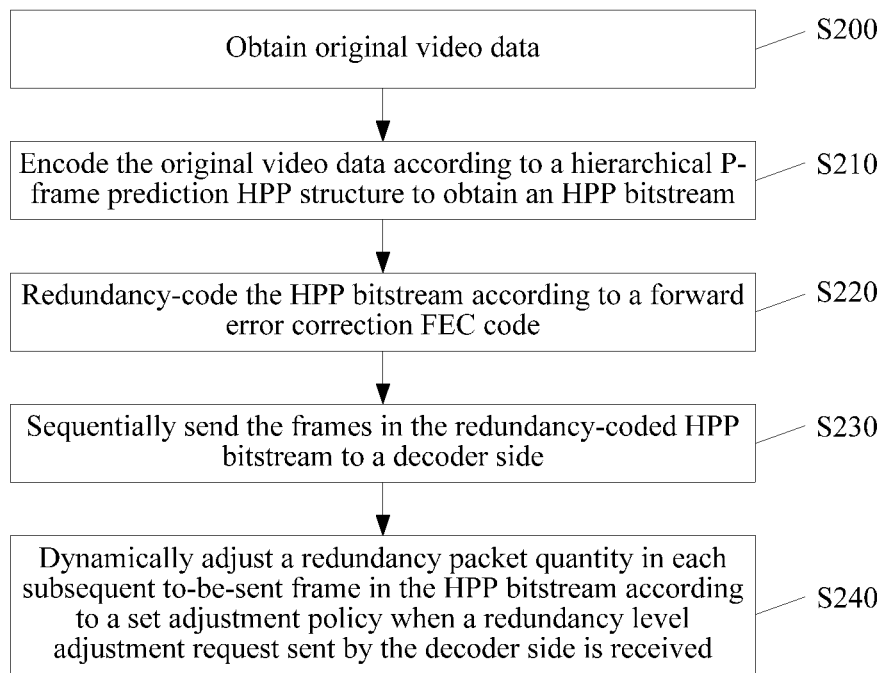 Obtain original video data
S200
Encode the original video data according to a hierarchical P-
frame prediction HPP structure to obtain an HPP bitstream
S210
Redundancy-code the HPP bitstream according to a forward
error correction FEC code
S220
Sequentially send the frames in the redundancy-coded HPP
bitstream to a decoder side
S230
Dynamically adjust a redundancy packet quantity in each
subsequent to-be-sent frame in the HPP bitstream according
to a set adjustment policy when a redundancy level
adjustment request sent by the decoder side is received
S240